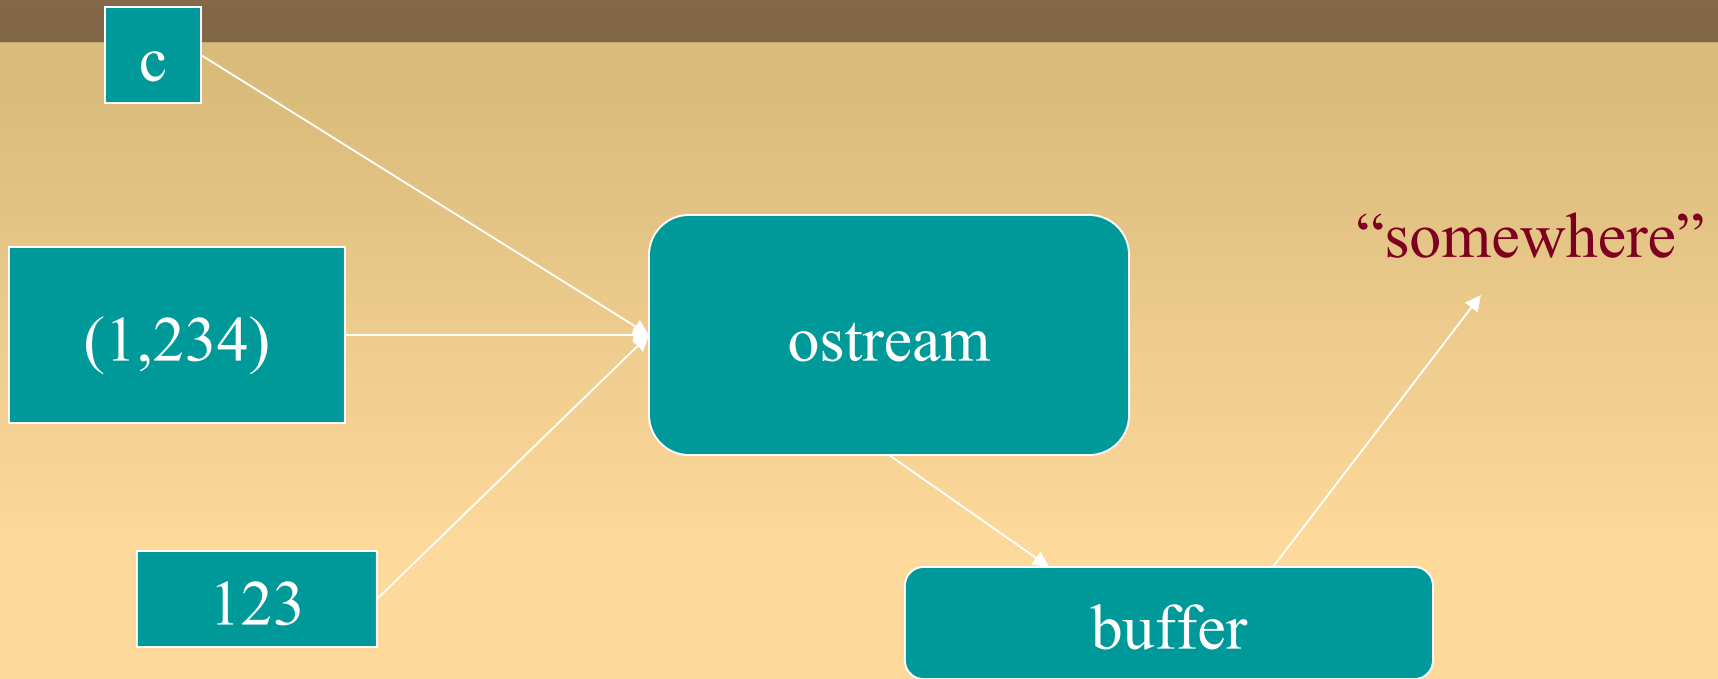 c
“somewhere”
(1,234)
ostream
123
buffer